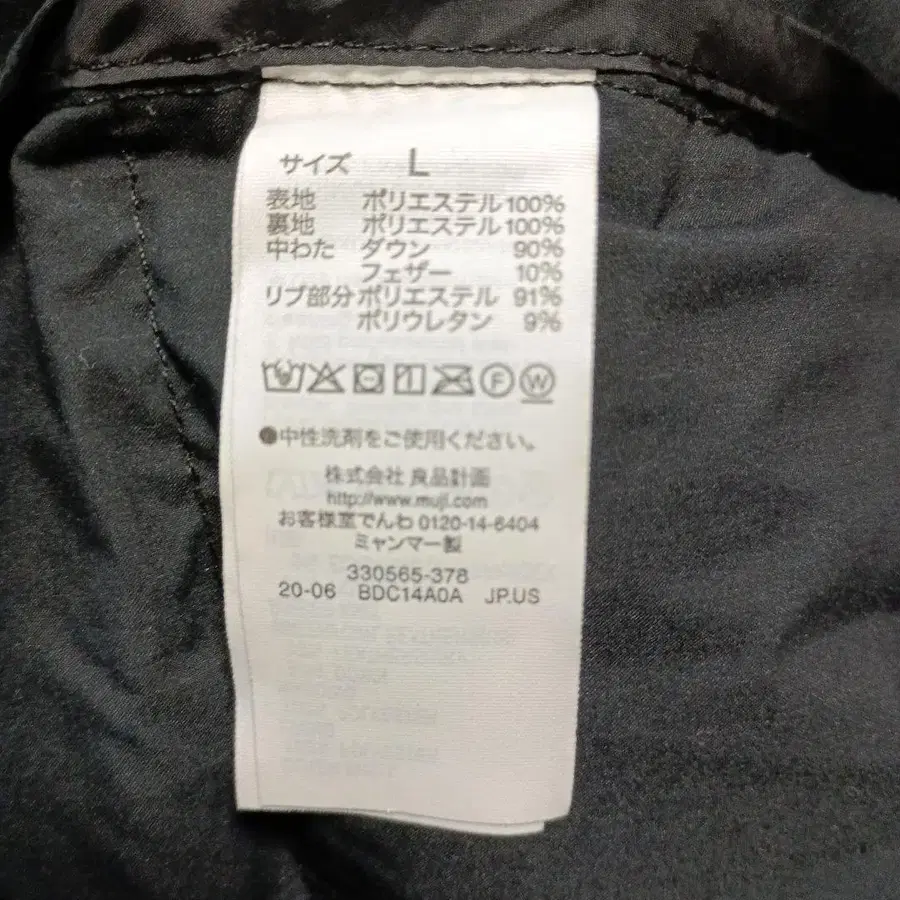 サイズ L
表地 ポリエステル100%
裏地 ポリエステル100%
中わた ダウン 90%
フェザー 10%
リブ部分 ポリエステル 91%
ポリウレタン 9%
F W
●中性洗剤をご使用ください。
株式会社 良品計画
http://www.muji.com
お客様室でんわ 0120-14-6404
ミャンマー製
330565-378
20-06 BDC14A0A JP.US